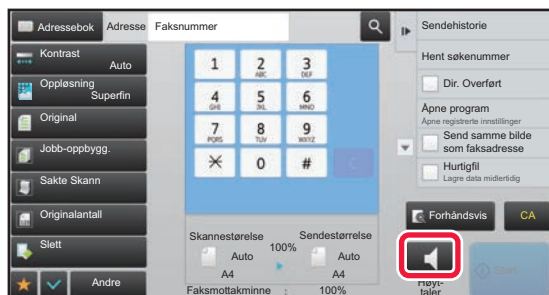 Adressebok Adresse Faksnummer
Kontrast
Auto
Oppløsning
Superfin
Original
Jobb-oppbygg.
Sakte Skann
Originalantall
Slett
Andre
1 2 3
ABC DEF
4 5 6
GHI JKL MNO
7 8 9
PQRS TUV WXYZ
0 #
C
Skannestørelse 100% Sendestørrelse
Auto Auto
A4 A4
Faksmottakminne : 100%
Sendehistorie
Hent søkenummer
Dir. Overført
Åpne program
Åpne registrerte innstillinger
Send samme bilde
som faksadresse
Hurtigfil
Lagre data midlertidig
Forhåndsvis CA
Start
Høyt-
taler